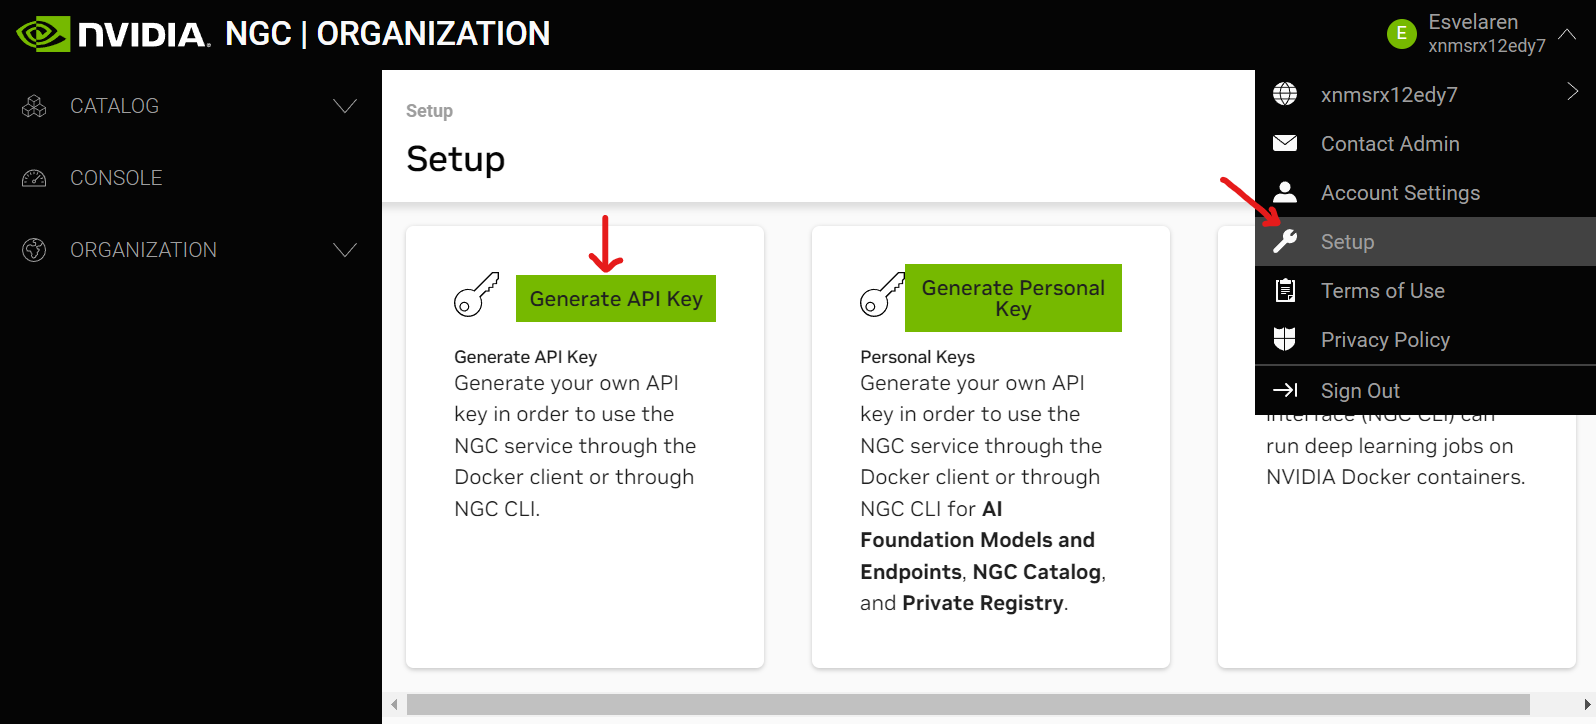 NVIDIA. NGC | ORGANIZATION
E
Esvelaren
xnmsrx12edy7
CATALOG
CONSOLE
ORGANIZATION
Setup
Setup
Generate API Key
Generate API Key
Generate your own API
key in order to use the
NGC service through the
Docker client or through
NGC CLI.
Generate Personal
Key
Personal Keys
Generate your own API
key in order to use the
NGC service through the
Docker client or through
NGC CLI for AI
Foundation Models and
Endpoints, NGC Catalog,
and Private Registry.
xnmsrx12edy7
Contact Admin
Account Settings
Setup
Terms of Use
Privacy Policy
Sign Out
Interface (NGC CLI) can
run deep learning jobs on
NVIDIA Docker containers.